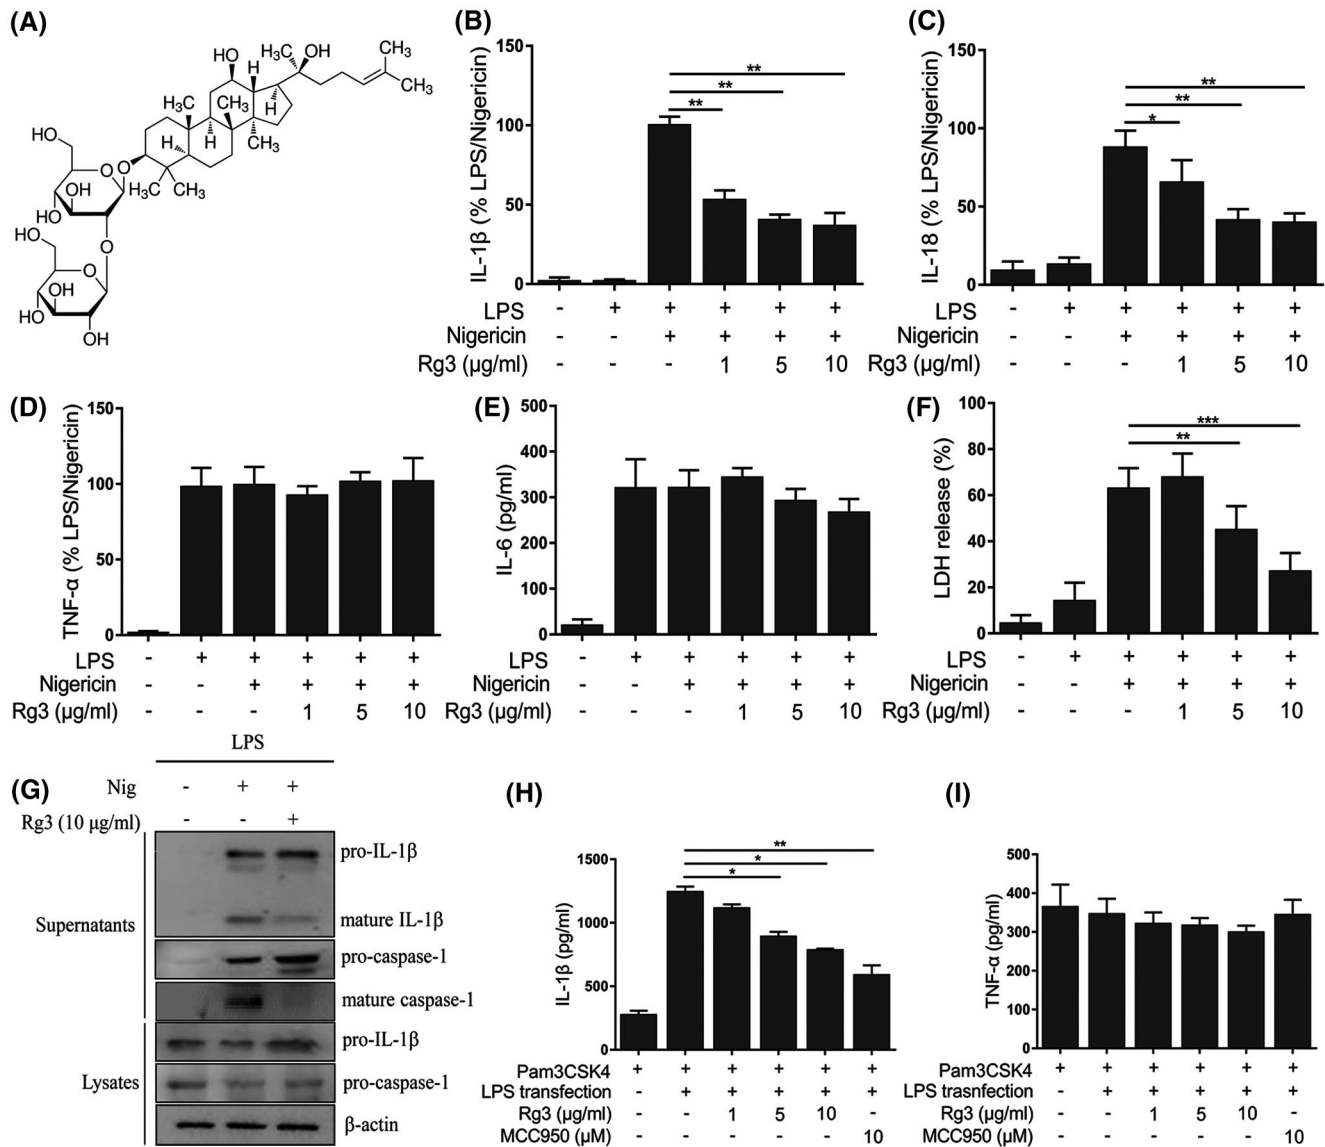 (A)
HO
H₃C
OH
CH₃
CH₃
H
H
H₃C
CH₃
H
CH₃
H
HO
O
H₃C
CH₃
O
OH
HO
O
HO
O
OH
HO
OH
(B)
IL-1β (% LPS/Nigericin)
150
100
50
0
** ** **
LPS - + + + + +
Nigericin - - + + + +
Rg3 (µg/ml) - - - 1 5 10
(C)
IL-18 (% LPS/Nigericin)
150
100
50
0
** ** *
- + + + + +
- - + + + +
- - - 1 5 10
(D)
TNF-α (% LPS/Nigericin)
150
100
50
0
LPS - + + + + +
Nigericin - - + + + +
Rg3 (µg/ml) - - - 1 5 10
(E)
IL-6 (pg/ml)
500
400
300
200
100
0
LPS - + + + + +
Nigericin - - + + + +
Rg3 (µg/ml) - - - 1 5 10
(F)
LDH release (%)
100
80
60
40
20
0
*** **
LPS - + + + + +
Nigericin - - + + + +
Rg3 (µg/ml) - - - 1 5 10
(G)
LPS
Nig - + +
Rg3 (10 µg/ml) - - +
Supernatants
pro-IL-1β
mature IL-1β
pro-caspase-1
mature caspase-1
Lysates
pro-IL-1β
pro-caspase-1
β-actin
(H)
IL-1β (pg/ml)
1500
1000
500
0
** * *
Pam3CSK4 + + + + + +
LPS transfection - + + + + +
Rg3 (µg/ml) - - 1 5 10 -
MCC950 (µM) - - - - - 10
(I)
TNF-α (pg/ml)
500
400
300
200
100
0
Pam3CSK4 + + + + + +
LPS trasnfection - + + + + +
Rg3 (µg/ml) - - 1 5 10 -
MCC950 (µM) - - - - - 10